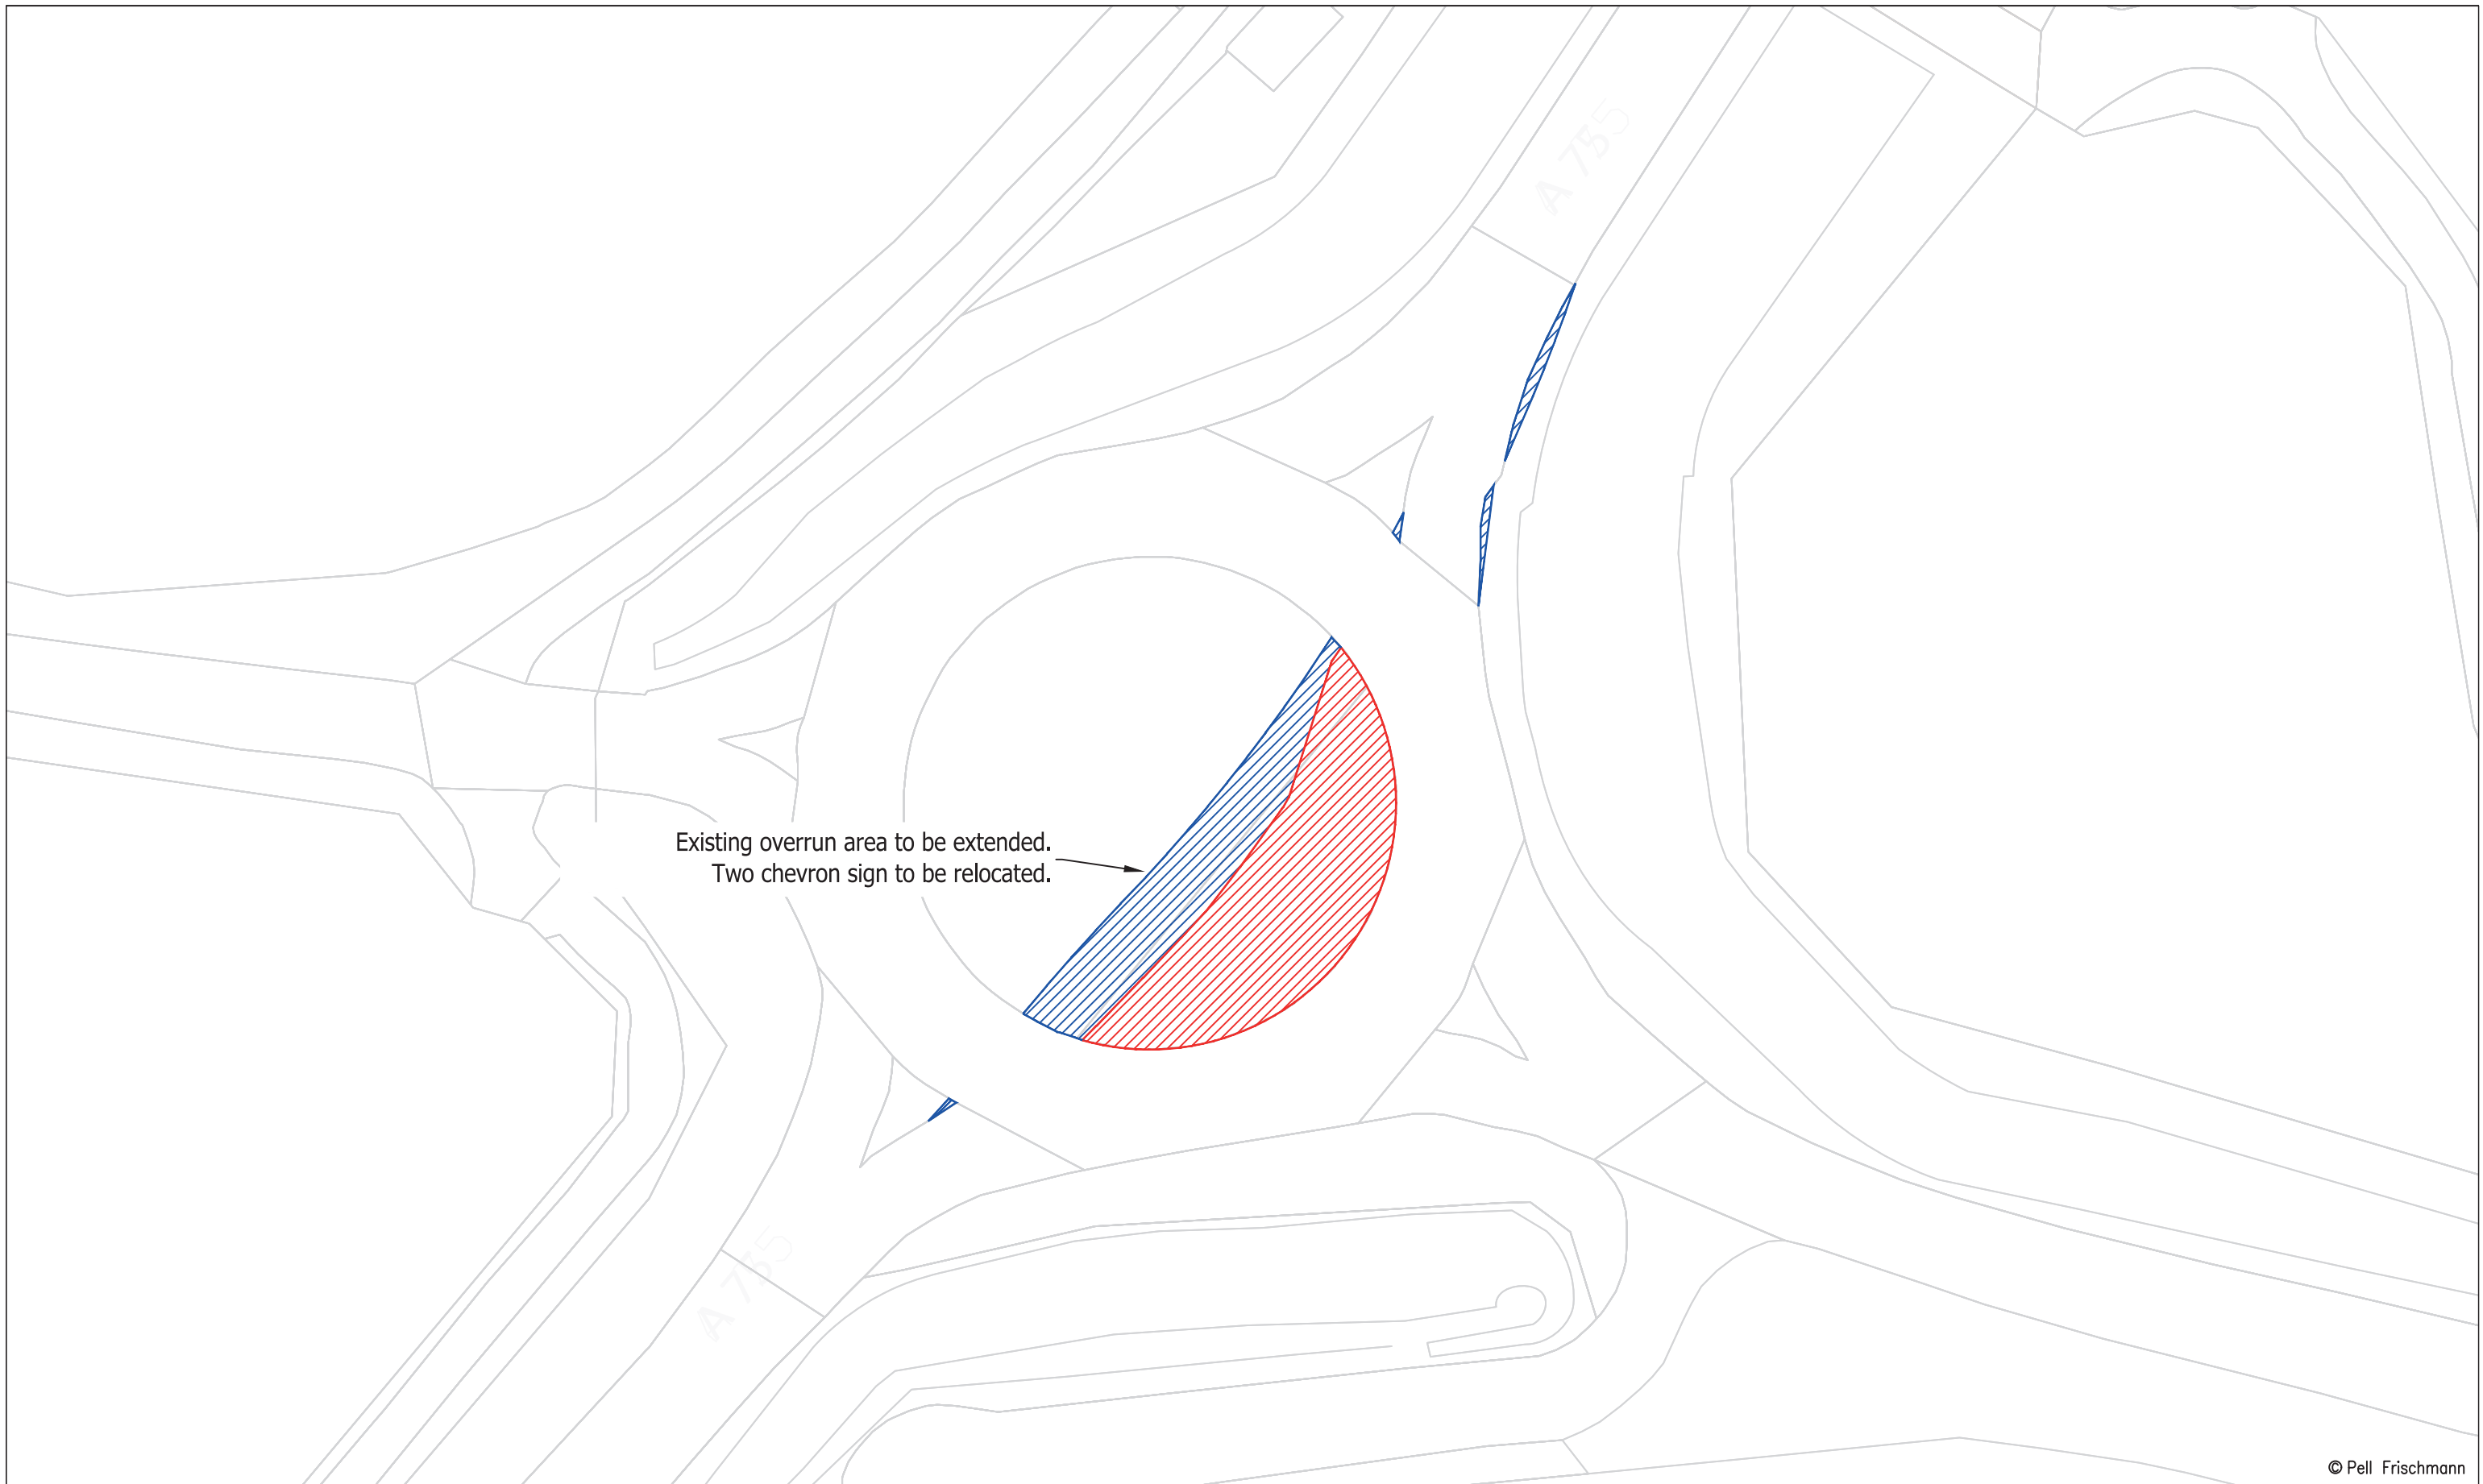 Existing overrun area to be extended.
Two chevron sign to be relocated.
© Pell Frischmann